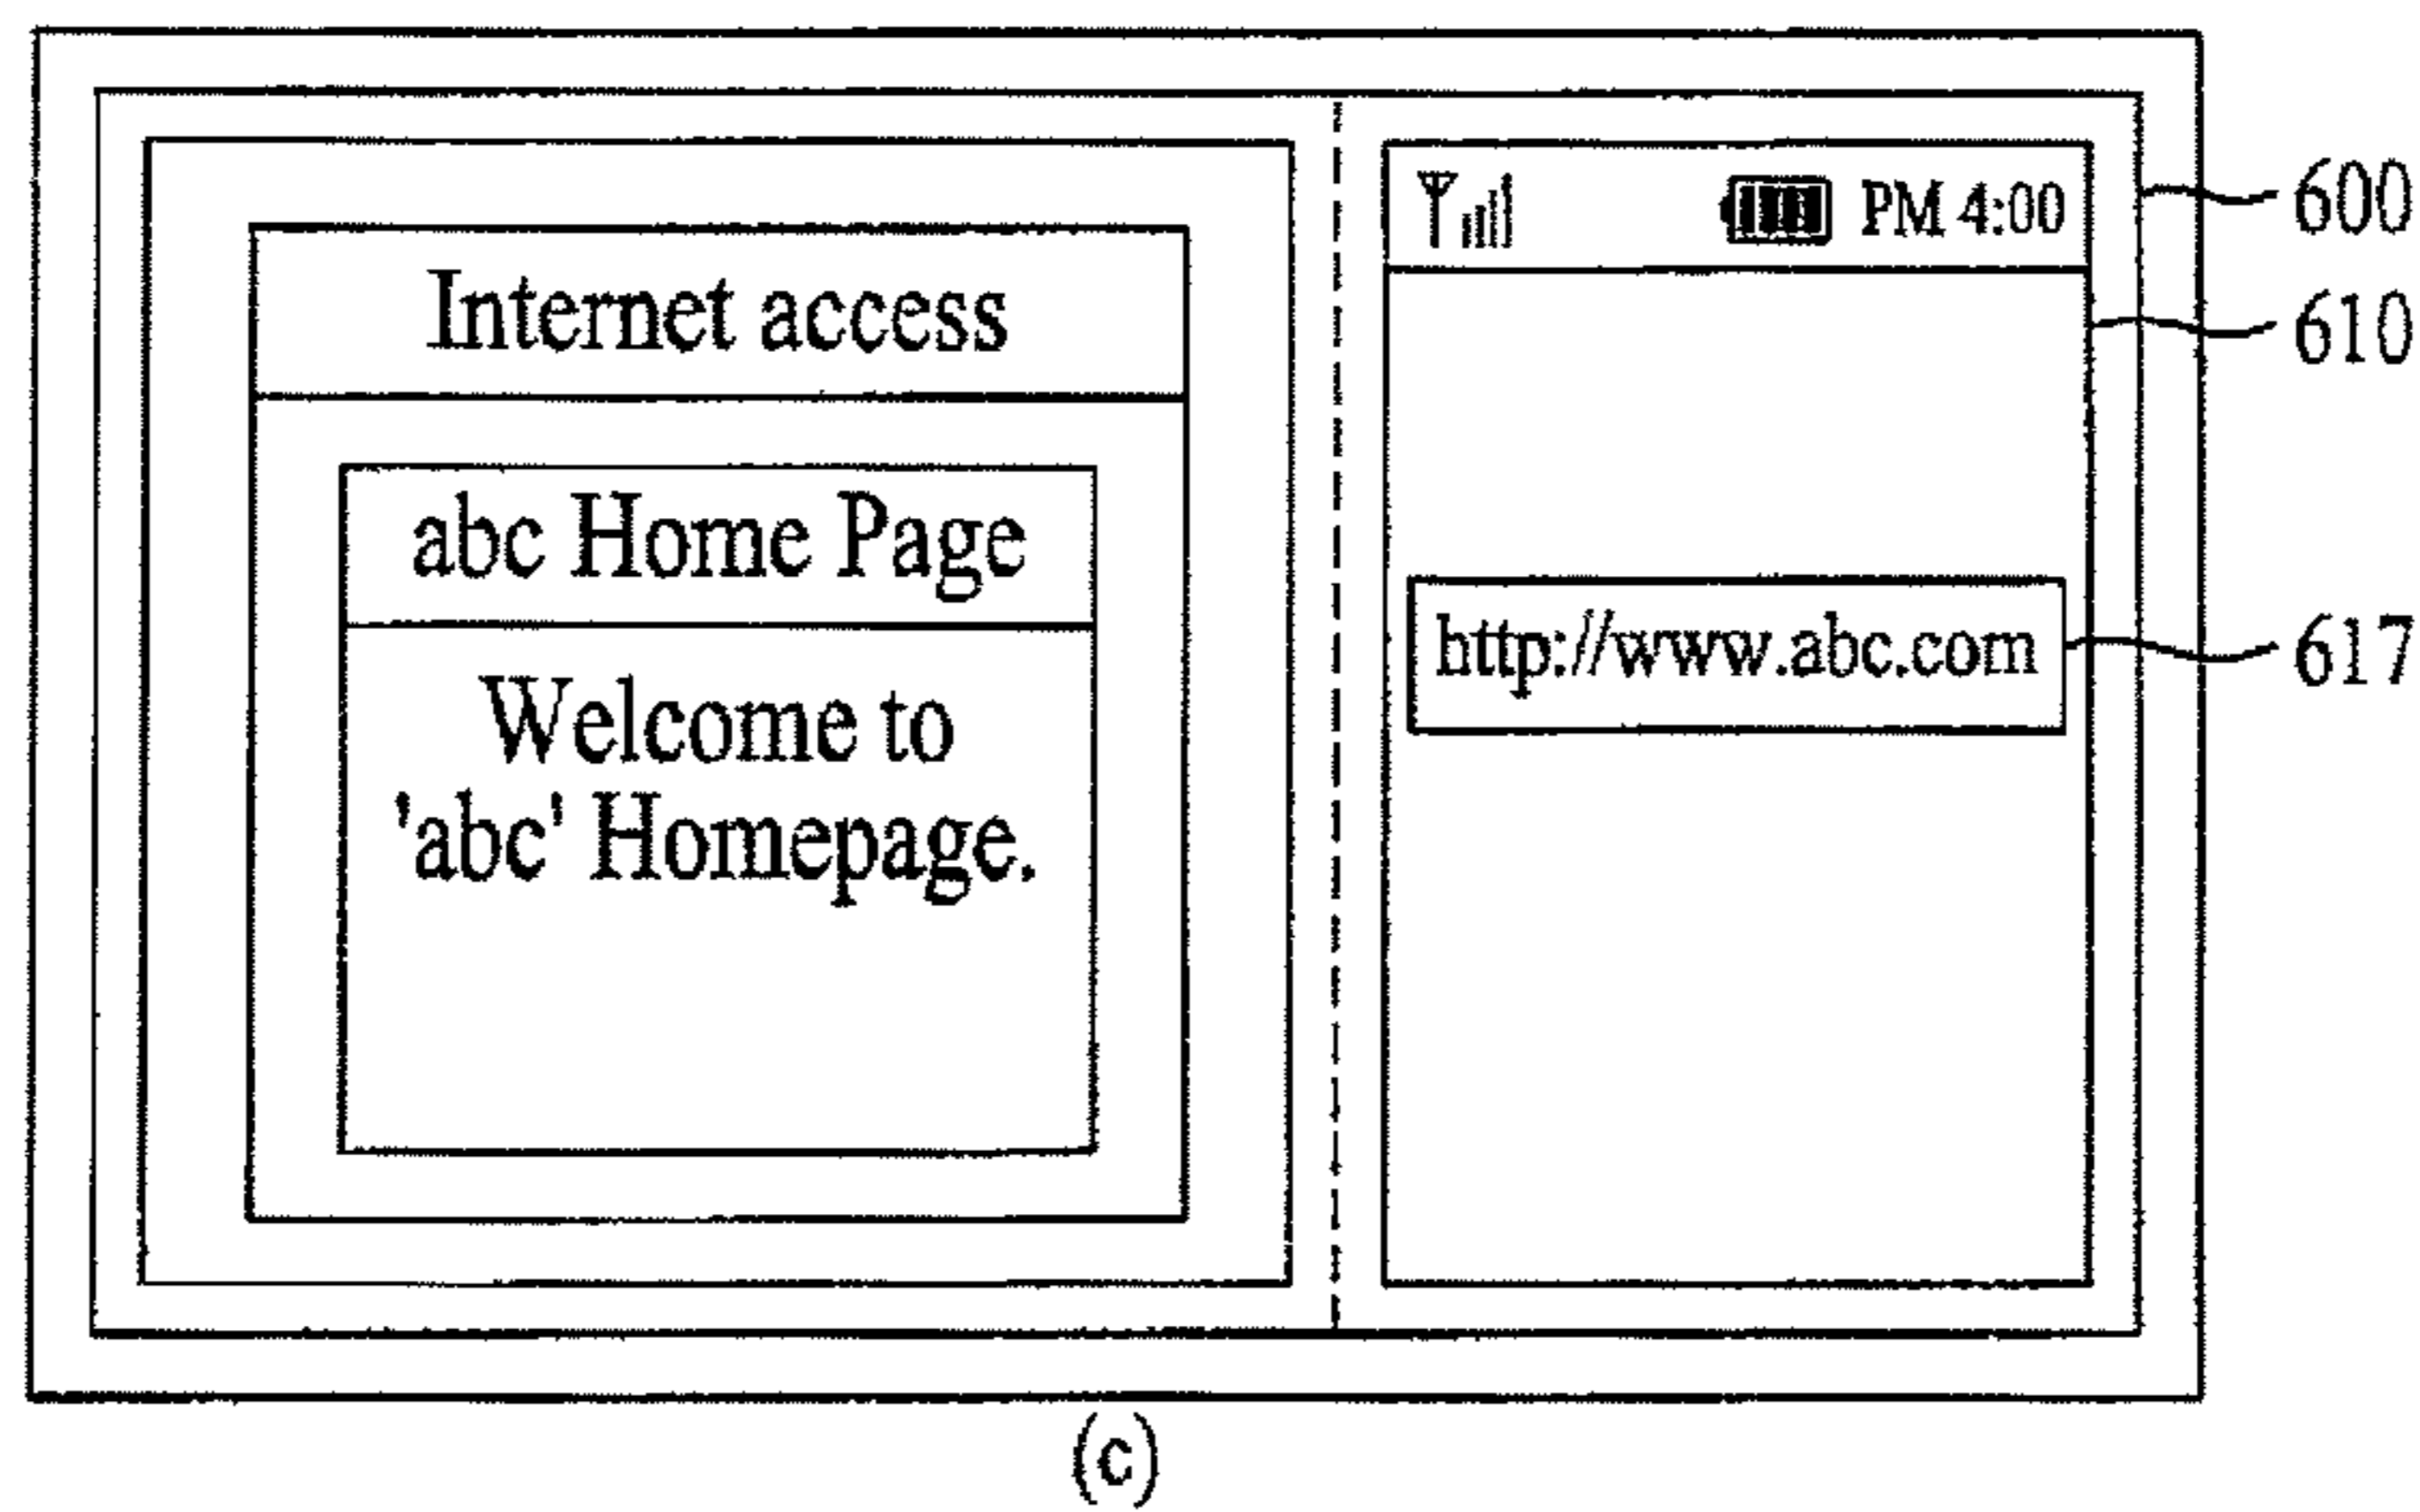 Internet access
abc Home Page
Welcome to
'abc' Homepage.
PM 4:00
http://www.abc.com
600
610
617
(c)